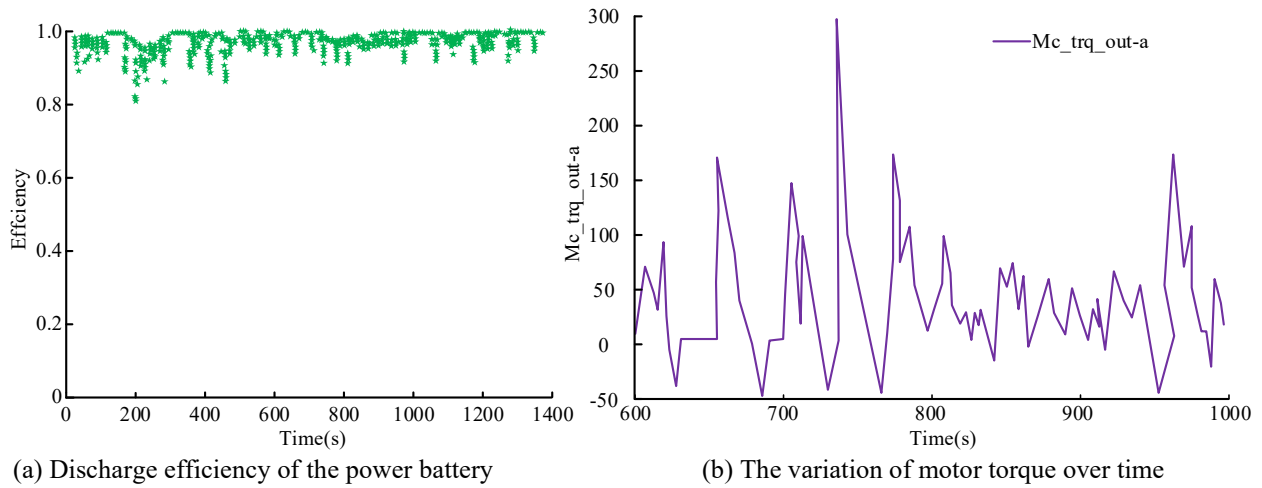 1.0
0.8
0.6
0.4
0.2
0
Effciency
0 200 400 600 800 1000 1200 1400
Time(s)
(a) Discharge efficiency of the power battery
300
250
200
150
100
50
0
-50
Mc_trq_out-a
Mc_trq_out-a
600 700 800 900 1000
Time(s)
(b) The variation of motor torque over time